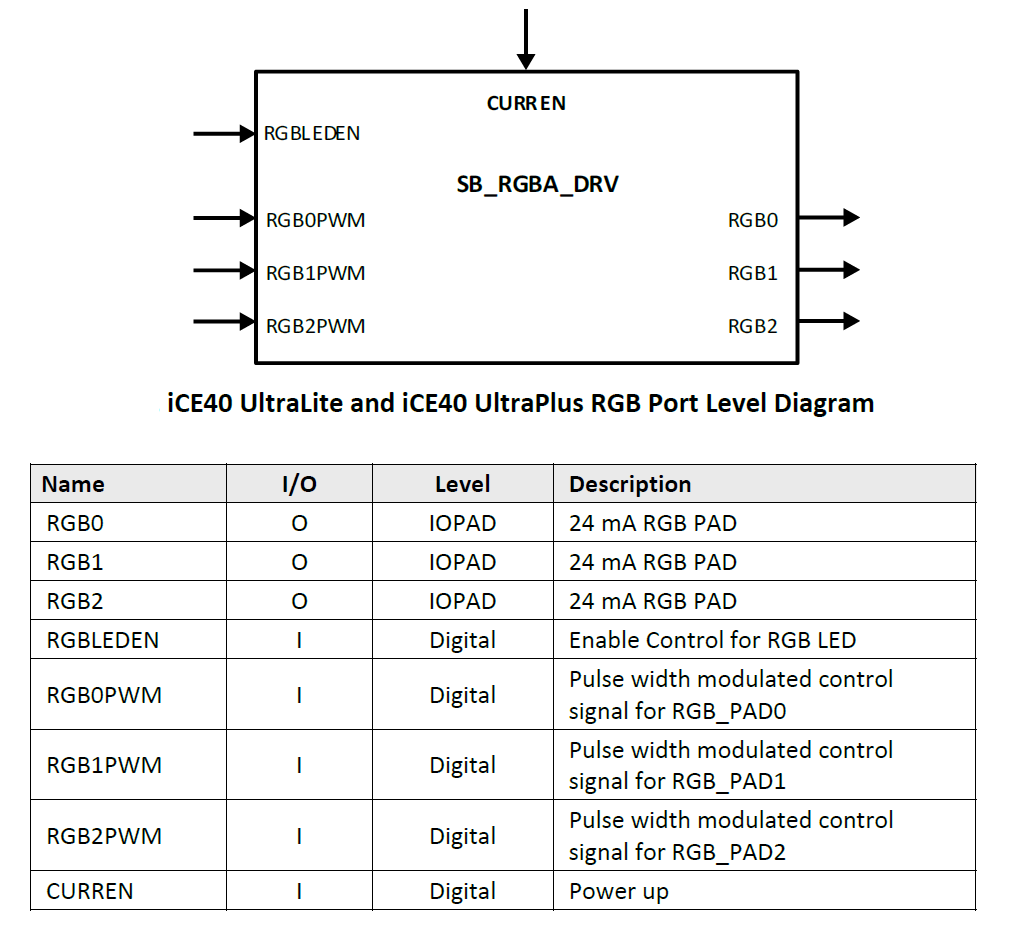 CURREN
RGBLEDEN
SB_RGBA_DRV
RGB0PWM
RGB0
RGB1PWM
RGB1
RGB2PWM
RGB2
iCE40 UltraLite and iCE40 UltraPlus RGB Port Level Diagram
Name I/O Level Description
RGB0 O IOPAD 24 mA RGB PAD
RGB1 O IOPAD 24 mA RGB PAD
RGB2 O IOPAD 24 mA RGB PAD
RGBLEDEN I Digital Enable Control for RGB LED
RGB0PWM I Digital Pulse width modulated control
signal for RGB_PAD0
RGB1PWM I Digital Pulse width modulated control
signal for RGB_PAD1
RGB2PWM I Digital Pulse width modulated control
signal for RGB_PAD2
CURREN I Digital Power up